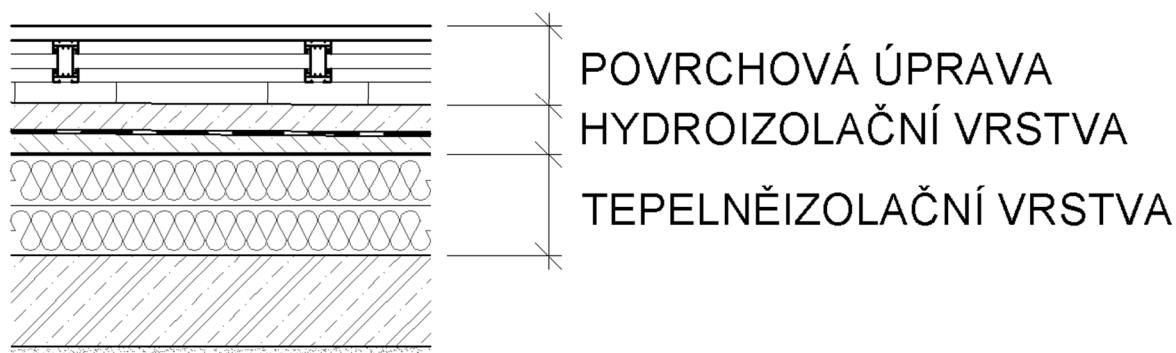 POVRCHOVÁ ÚPRAVA
HYDROIZOLAČNÍ VRSTVA
TEPELNĚIZOLAČNÍ VRSTVA